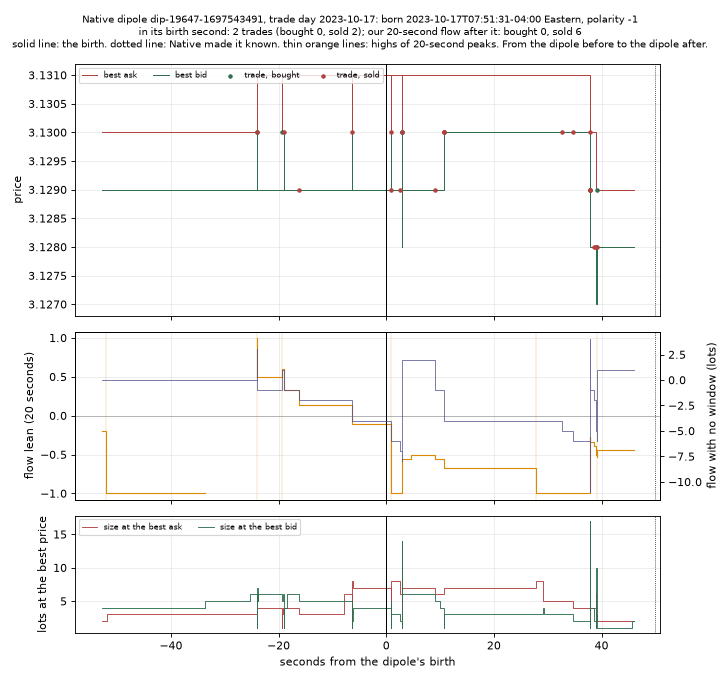 Native dipole dip-19647-1697543491, trade day 2023-10-17: born 2023-10-17T07:51:31-04:00 Eastern, polarity -1
in its birth second: 2 trades (bought 0, sold 2); our 20-second flow after it: bought 0, sold 6
solid line: the birth. dotted line: Native made it known. thin orange lines: highs of 20-second peaks. From the dipole before to the dipole after.
best ask
best bid
trade, bought
trade, sold
3.1310
3.1305
3.1300
3.1295
3.1290
3.1285
3.1280
3.1275
3.1270
price
1.0
0.5
0.0
−0.5
−1.0
flow lean (20 seconds)
2.5
0.0
−2.5
−5.0
−7.5
−10.0
flow with no window (lots)
size at the best ask
size at the best bid
15
10
5
lots at the best price
−40
−20
0
20
40
seconds from the dipole's birth